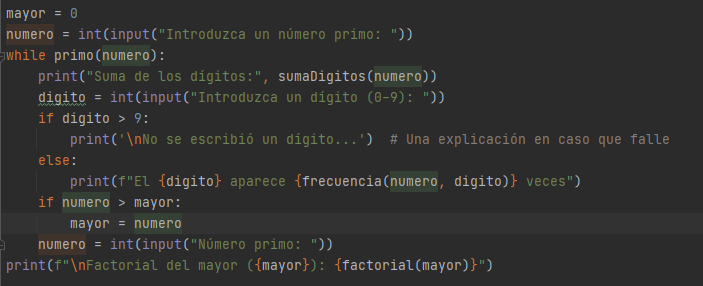 mayor = 0
numero = int(input("Introduzca un número primo: "))
while primo(numero):
    print("Suma de los dígitos:", sumaDigitos(numero))
    digito = int(input("Introduzca un dígito (0-9): "))
    if digito > 9:
        print('\nNo se escribió un dígito...')  # Una explicación en caso que falle
    else:
        print(f"El {digito} aparece {frecuencia(numero, digito)} veces")
    if numero > mayor:
        mayor = numero
    numero = int(input("Número primo: "))
print(f"\nFactorial del mayor ({mayor}): {factorial(mayor)}")